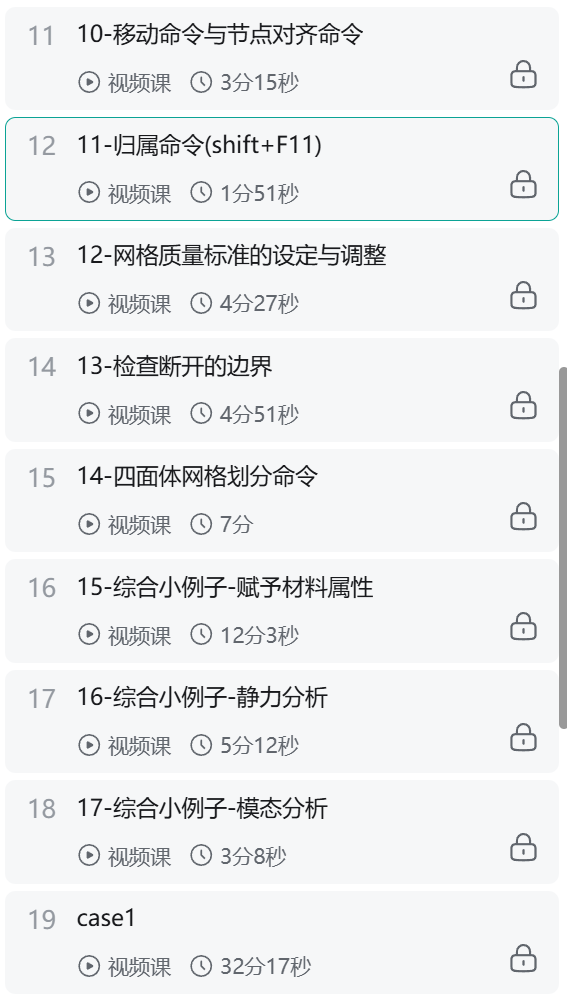 11 10-移动命令与节点对齐命令
视频课 3分15秒
12 11-归属命令(shift+F11)
视频课 1分51秒
13 12-网格质量标准的设定与调整
视频课 4分27秒
14 13-检查断开的边界
视频课 4分51秒
15 14-四面体网格划分命令
视频课 7分
16 15-综合小例子-赋予材料属性
视频课 12分3秒
17 16-综合小例子-静力分析
视频课 5分12秒
18 17-综合小例子-模态分析
视频课 3分8秒
19 case1
视频课 32分17秒